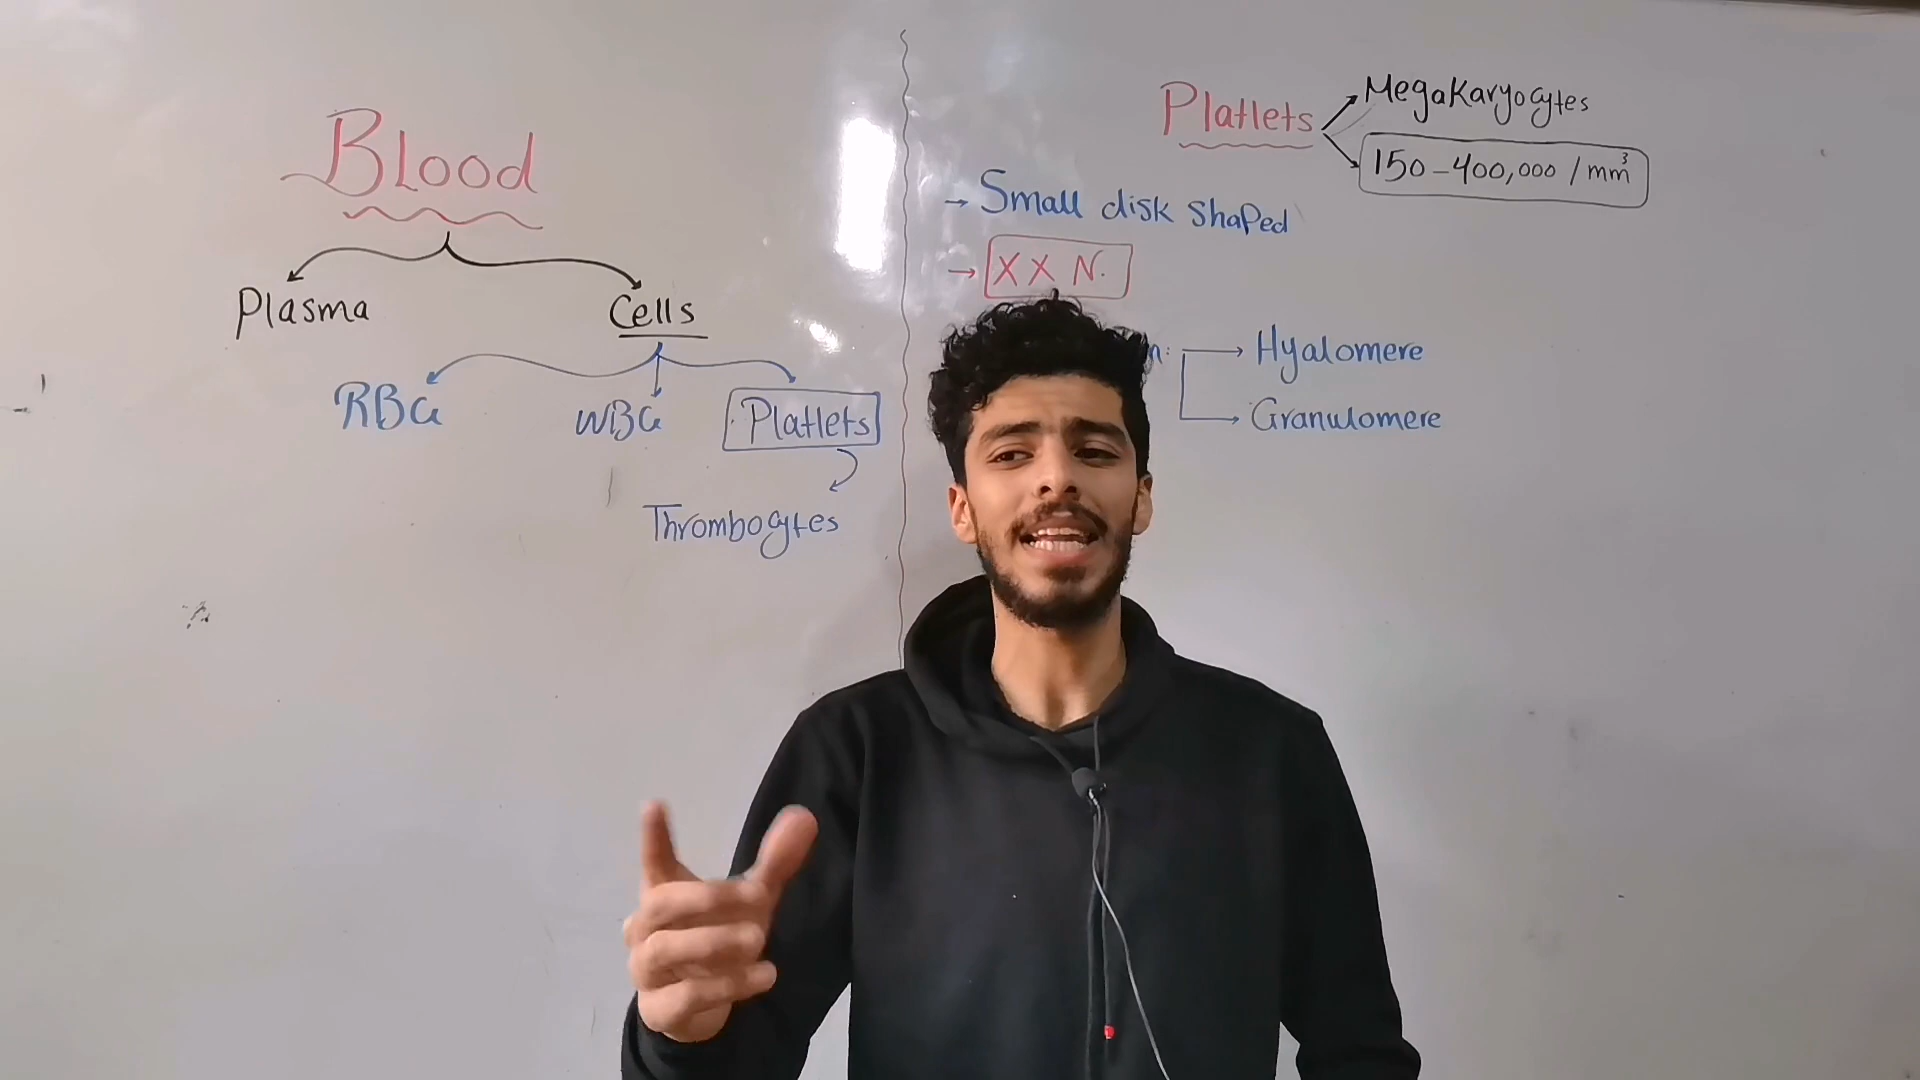 Blood
Plasma
Cells
RBCs
WBCs
Platlets
Thrombocytes
Platlets
Megakaryocytes
150-400,000 / mm³
→ Small disk shaped
→ X X N.
Hyalomere
Granulomere